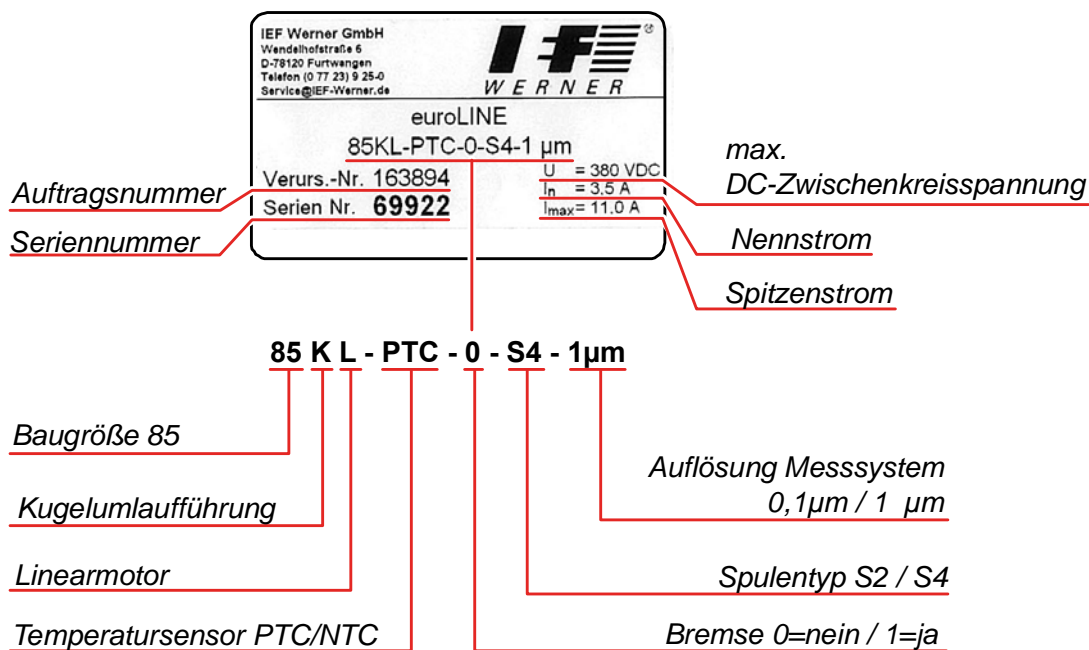 IEF Werner GmbH
Wendelhofstraße 6
D-78120 Furtwangen
Telefon (0 77 23) 9 25-0
Service@IEF-Werner.de
IEF ®
WERNER
euroLINE
85KL-PTC-0-S4-1 µm
Verurs.-Nr. 163894
U = 380 VDC
In = 3,5 A
Serien Nr. 69922
Imax= 11.0 A
Auftragsnummer
Seriennummer
max.
DC-Zwischenkreisspannung
Nennstrom
Spitzenstrom
85 K L - PTC - 0 - S4 - 1µm
Baugröße 85
Kugelumlaufführung
Linearmotor
Temperatursensor PTC/NTC
Auflösung Messsystem
0,1µm / 1 µm
Spulentyp S2 / S4
Bremse 0=nein / 1=ja